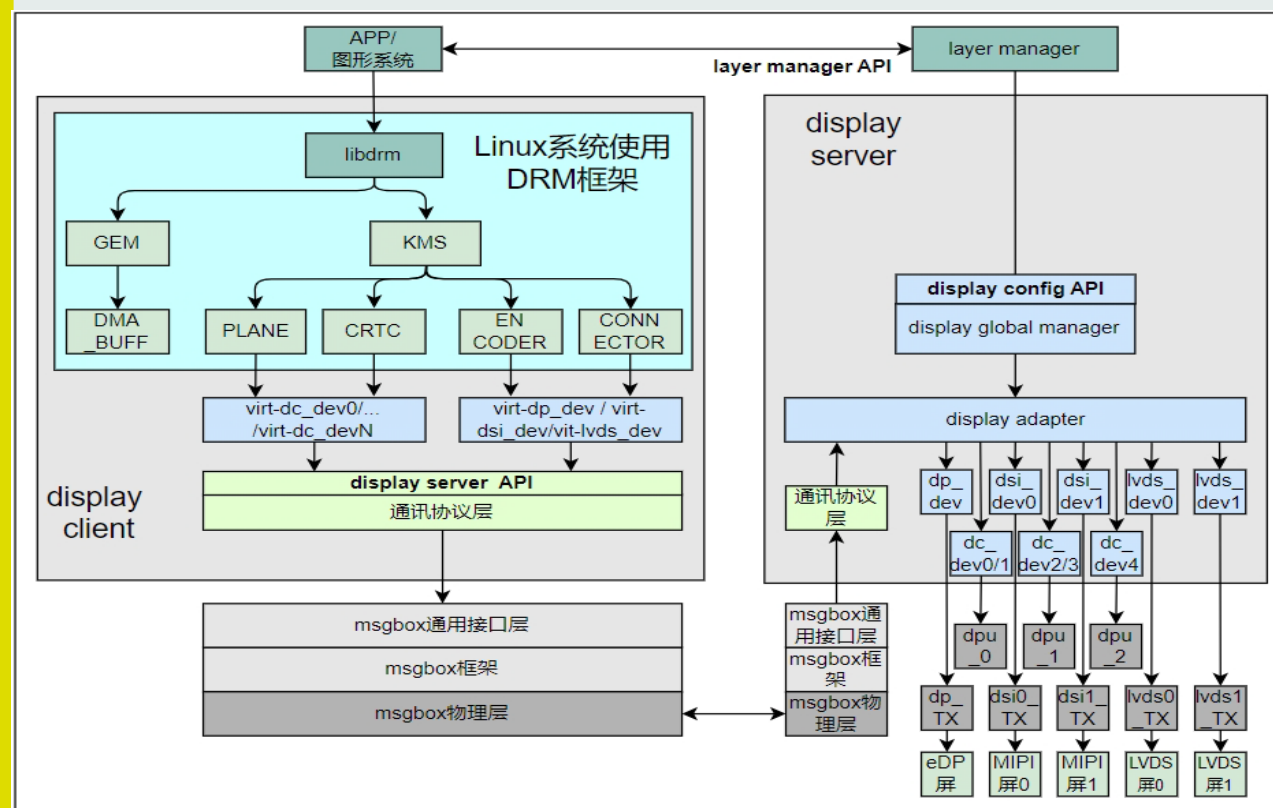 APP/
图形系统
layer manager
layer manager API
display
server
Linux系统使用
DRM框架
libdrm
GEM
KMS
DMA
_BUFF
PLANE
CRTC
EN
CODER
CONN
ECTOR
virt-dc_dev0/...
/virt-dc_devN
virt-dp_dev / virt-
dsi_dev/vit-lvds_dev
display
client
display server API
通讯协议层
msgbox通用接口层
msgbox框架
msgbox物理层
display config API
display global manager
display adapter
通讯协议
层
dp_
dev
dsi_
dev0
dsi_
dev1
lvds_
dev0
lvds_
dev1
dc_
dev0/1
dc_
dev2/3
dc_
dev4
msgbox通
用接口层
msgbox框
架
msgbox物
理层
dpu
_0
dpu
_1
dpu
_2
dp_
TX
dsi0
_TX
dsi1_
TX
lvds0
_TX
lvds1
_TX
eDP
屏
MIPI
屏0
MIPI
屏1
LVDS
屏0
LVDS
屏1